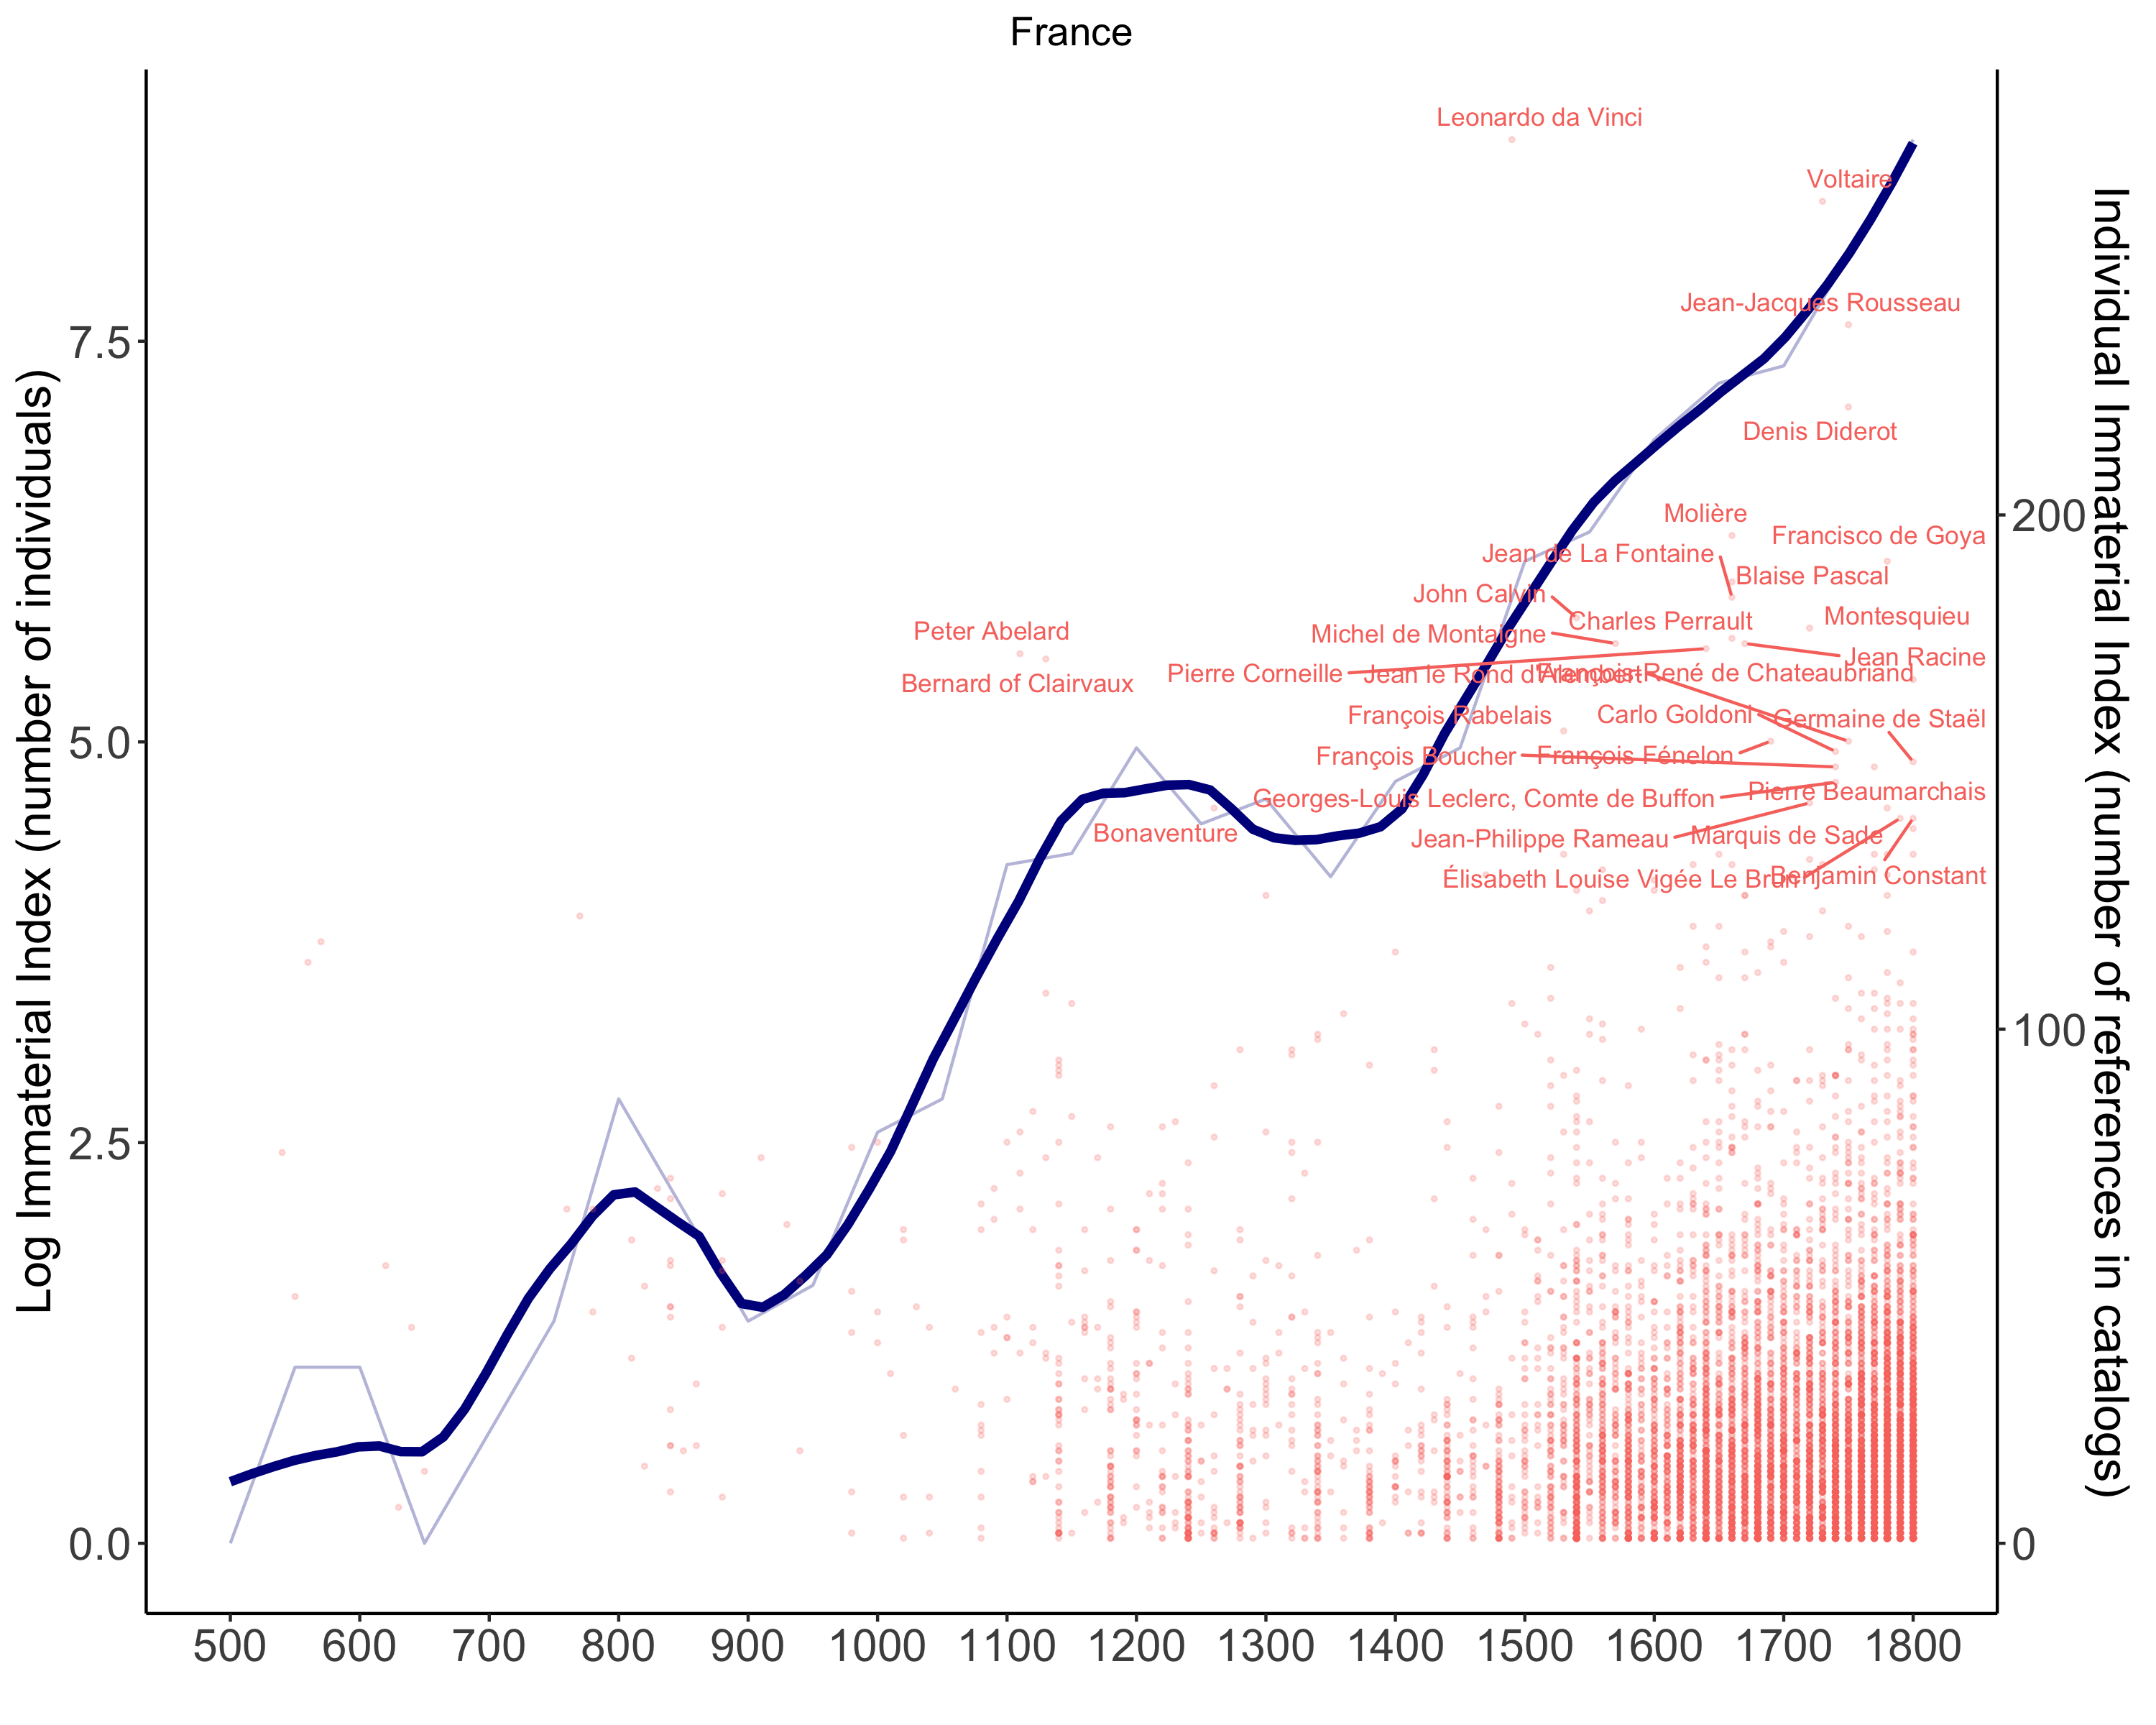 France
Leonardo da Vinci
Voltaire
Jean-Jacques Rousseau
7.5
Denis Diderot
Molière
200
Francisco de Goya
Jean de La Fontaine
Blaise Pascal
John Calvin
Charles Perrault
Montesquieu
Peter Abelard
Michel de Montaigne
Jean Racine
Pierre Corneille
Jean le Rond d'Alembert
François-René de Chateaubriand
Bernard of Clairvaux
François Rabelais
Carlo Goldoni
Germaine de Staël
5.0
François Boucher
François Fénelon
Georges-Louis Leclerc, Comte de Buffon
Pierre Beaumarchais
Bonaventure
Jean-Philippe Rameau
Marquis de Sade
Élisabeth Louise Vigée Le Brun
Benjamin Constant
100
2.5
0.0
0
500 600 700 800 900 1000 1100 1200 1300 1400 1500 1600 1700 1800
Log Immaterial Index (number of individuals)
Individual Immaterial Index (number of references in catalogs)